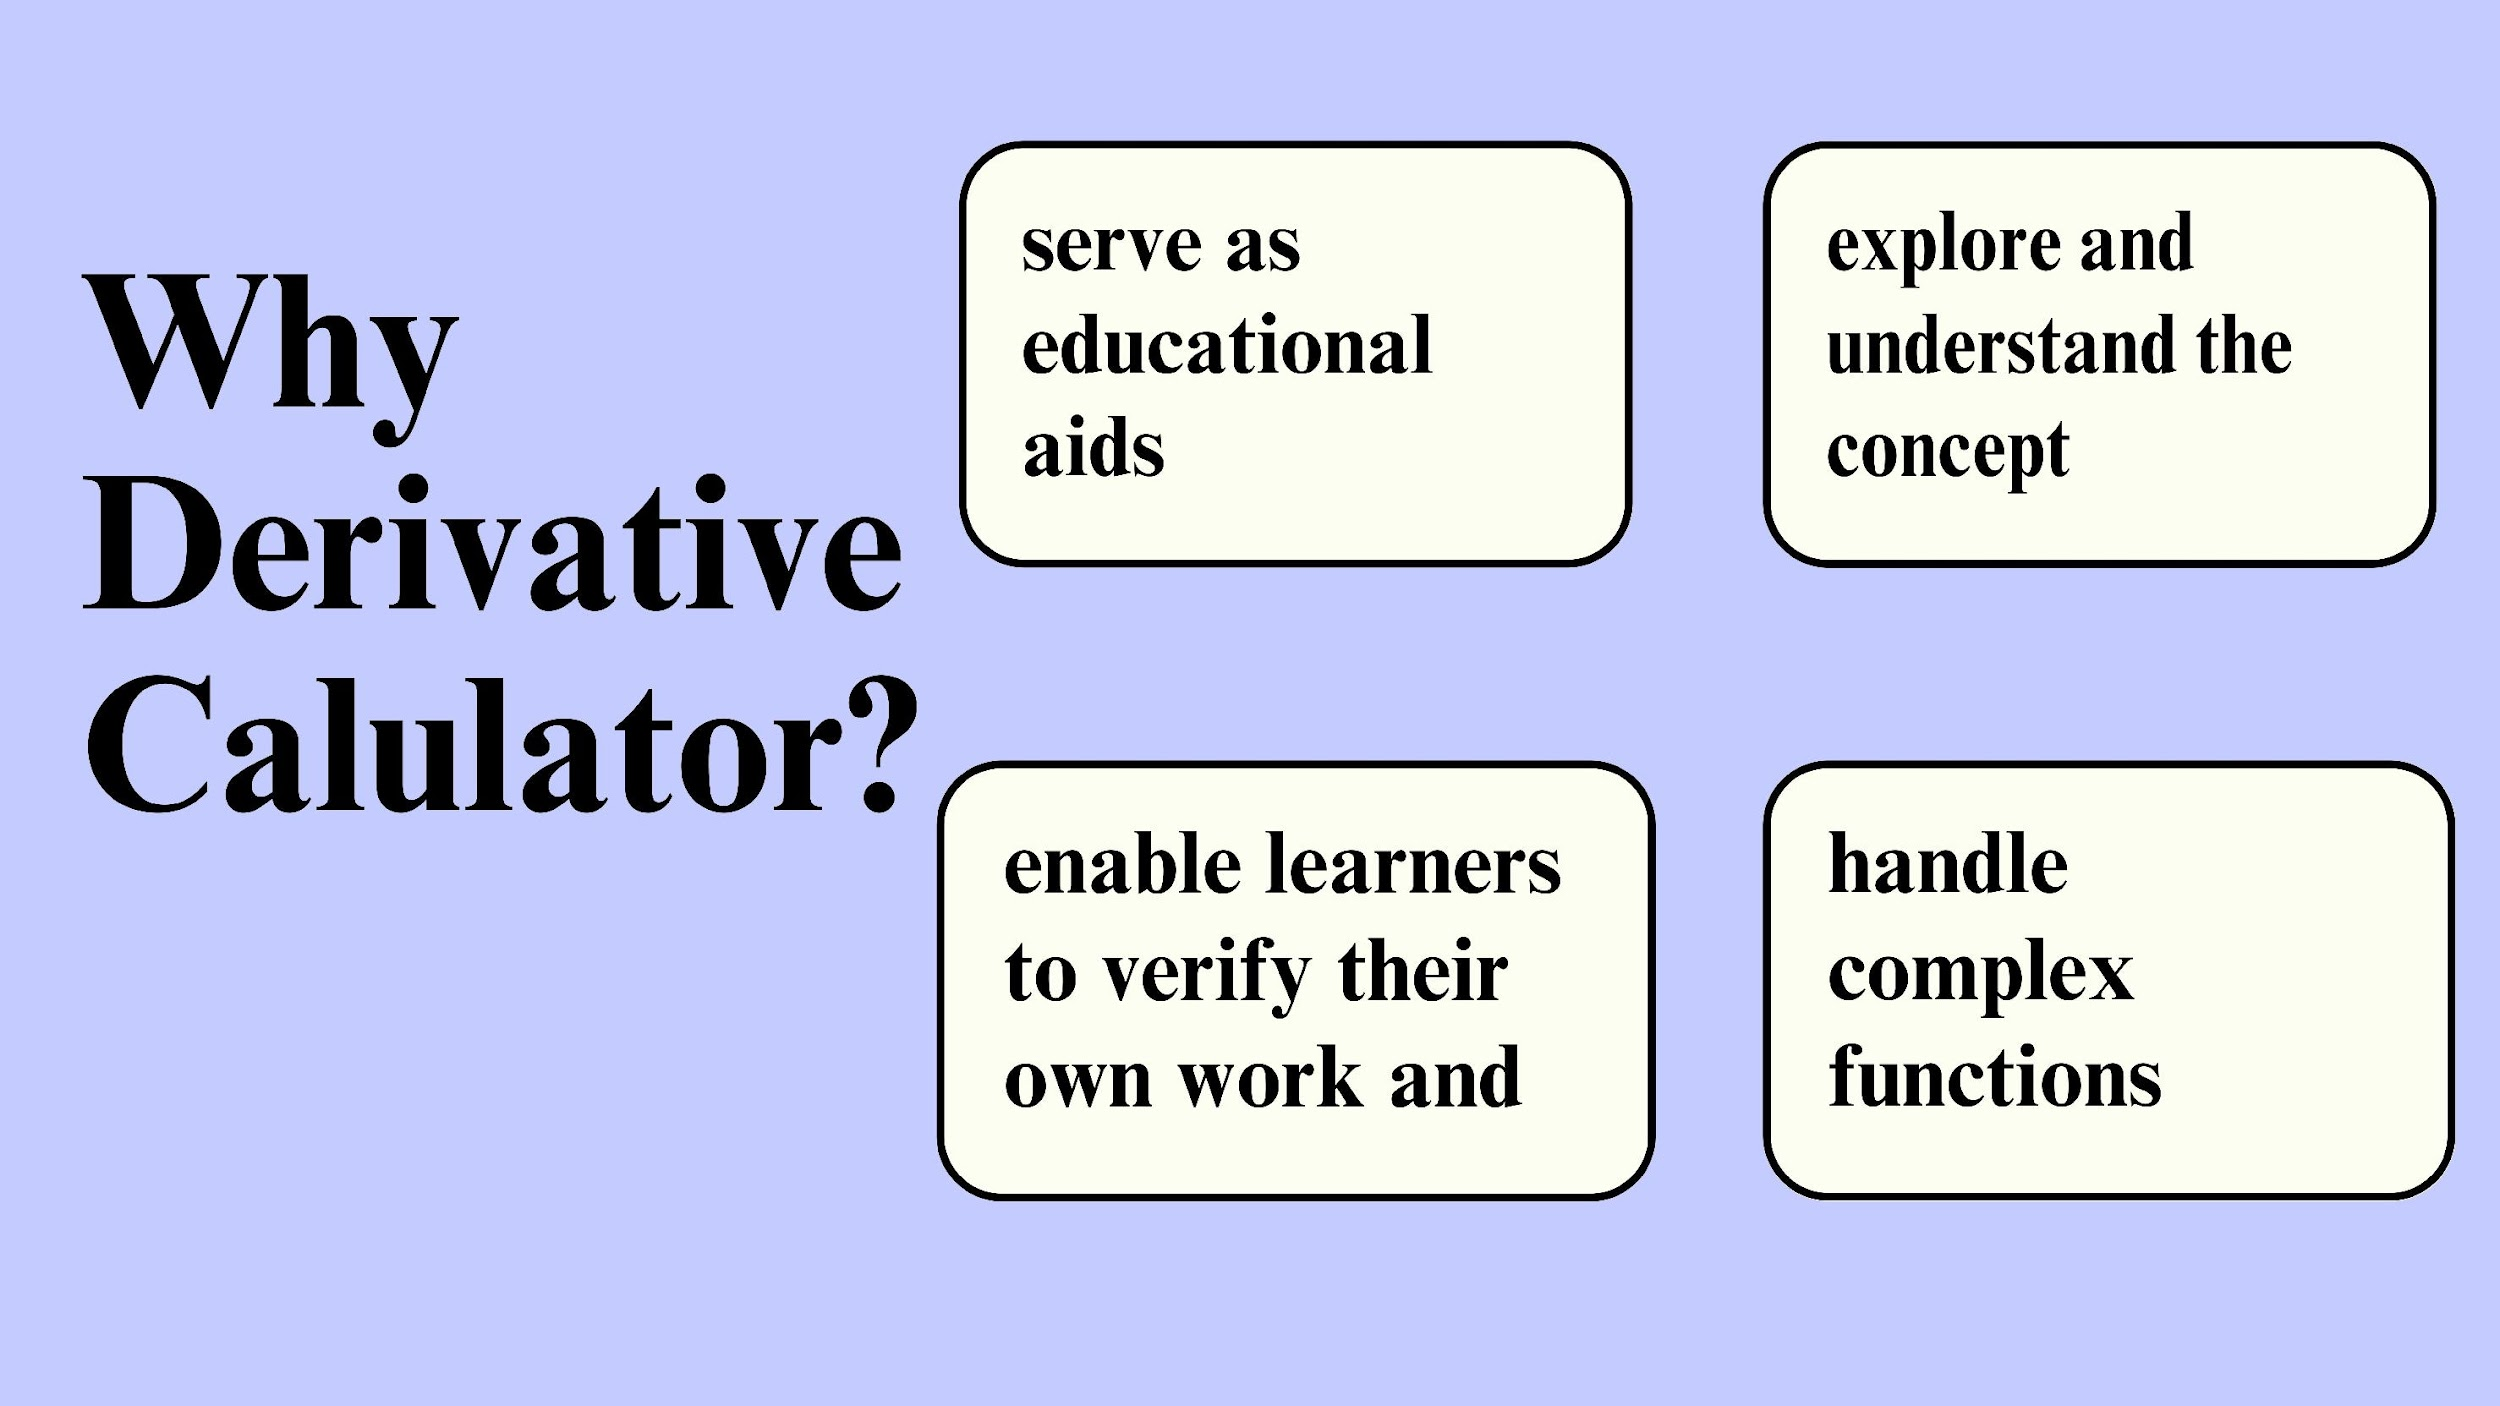 Why
Derivative
Calulator?
serve as
educational
aids
explore and
understand the
concept
enable learners
to verify their
own work and
handle
complex
functions